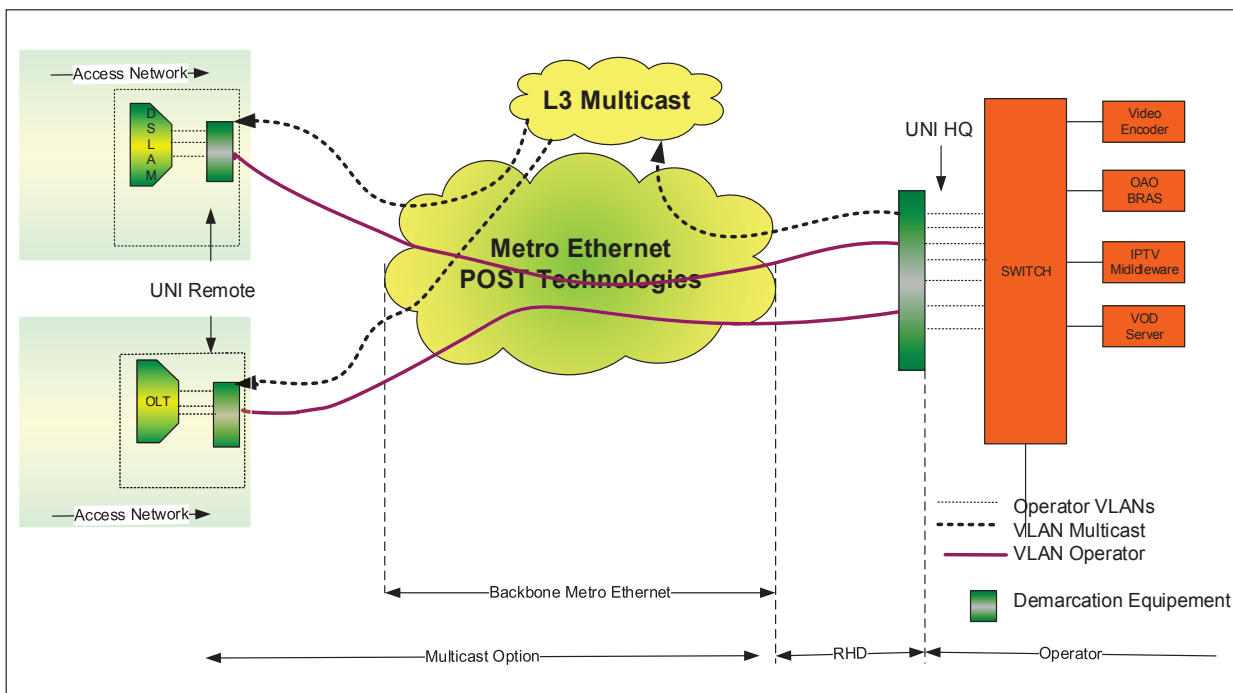 Access Network
D
S
L
A
M
UNI Remote
OLT
Access Network
L3 Multicast
Metro Ethernet
POST Technologies
UNI HQ
SWITCH
Video
Encoder
OAO
BRAS
IPTV
Midldleware
VOD
Server
Operator VLANs
VLAN Multicast
VLAN Operator
Demarcation Equipement
Backbone Metro Ethernet
Multicast Option
RHD
Operator